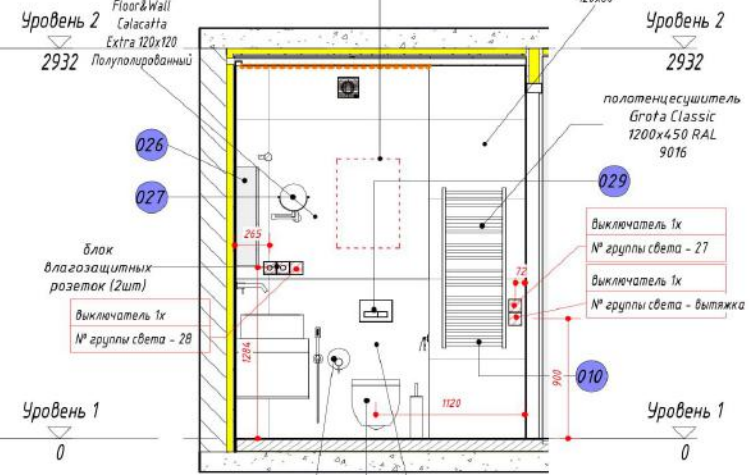 Floor&Wall
Calacatta
Extra 120x120
Полуполированный
Уровень 2
2932
Уровень 2
2932
полотенцесушитель
Grota Classic
1200x450 RAL
9016
026
027
029
265
блок
влагозащитных
розеток (2шт)
выключатель 1х
№ группы света - 27
72
выключатель 1х
№ группы света - вытяжка
выключатель 1х
№ группы света - 28
1284
900
010
1120
Уровень 1
0
Уровень 1
0